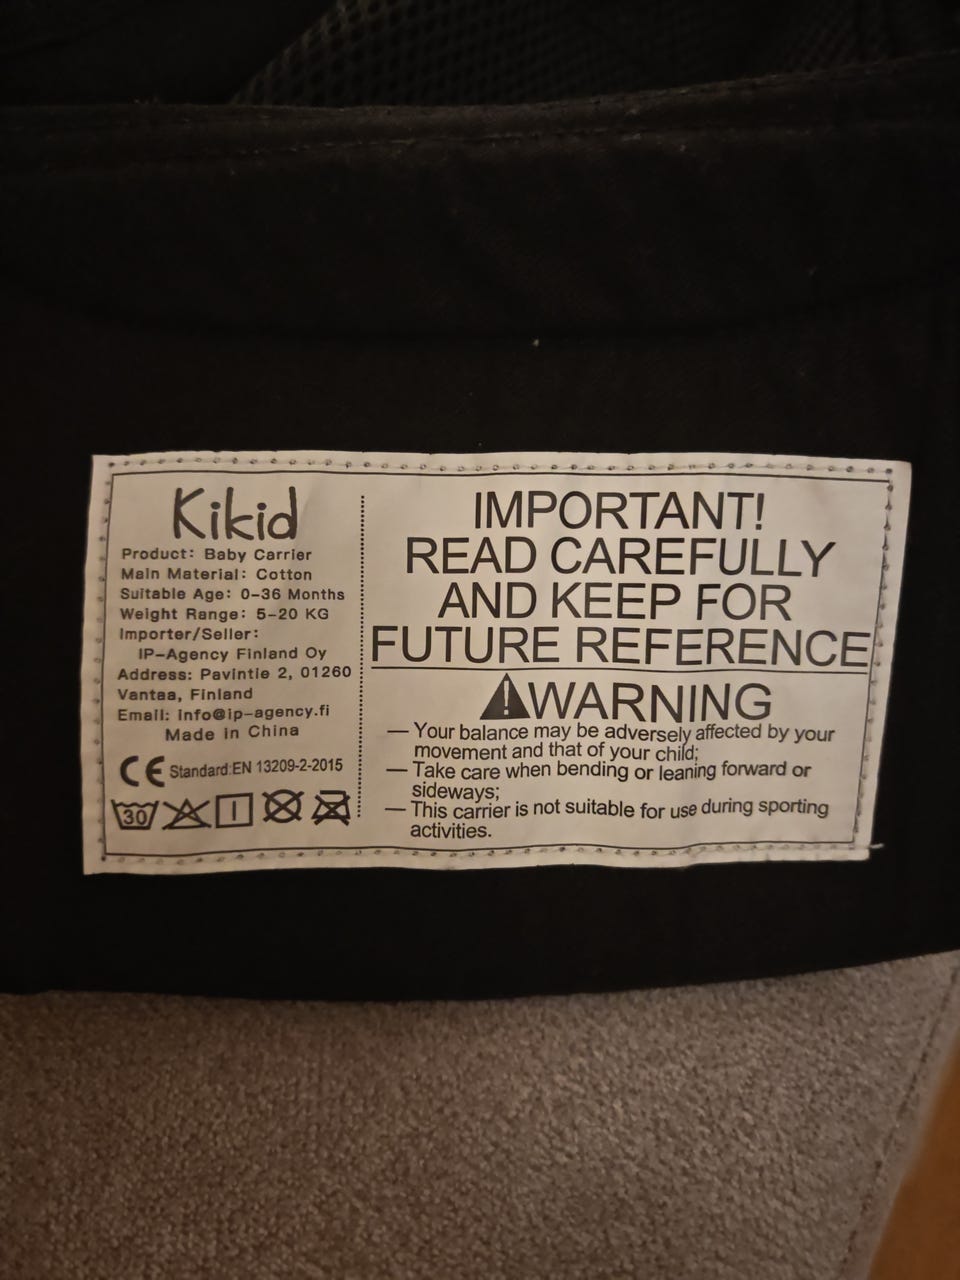 Kikid
Product: Baby Carrier
Main Material: Cotton
Suitable Age: 0-36 Months
Weight Range: 5-20 KG
Importer/Seller:
IP-Agency Finland Oy
Address: Pavintie 2, 01260
Vantaa, Finland
Email: info@ip-agency.fi
Made in China
CE Standard:EN 13209-2-2015
30
IMPORTANT!
READ CAREFULLY
AND KEEP FOR
FUTURE REFERENCE
WARNING
— Your balance may be adversely affected by your
movement and that of your child;
— Take care when bending or leaning forward or
sideways;
— This carrier is not suitable for use during sporting
activities.